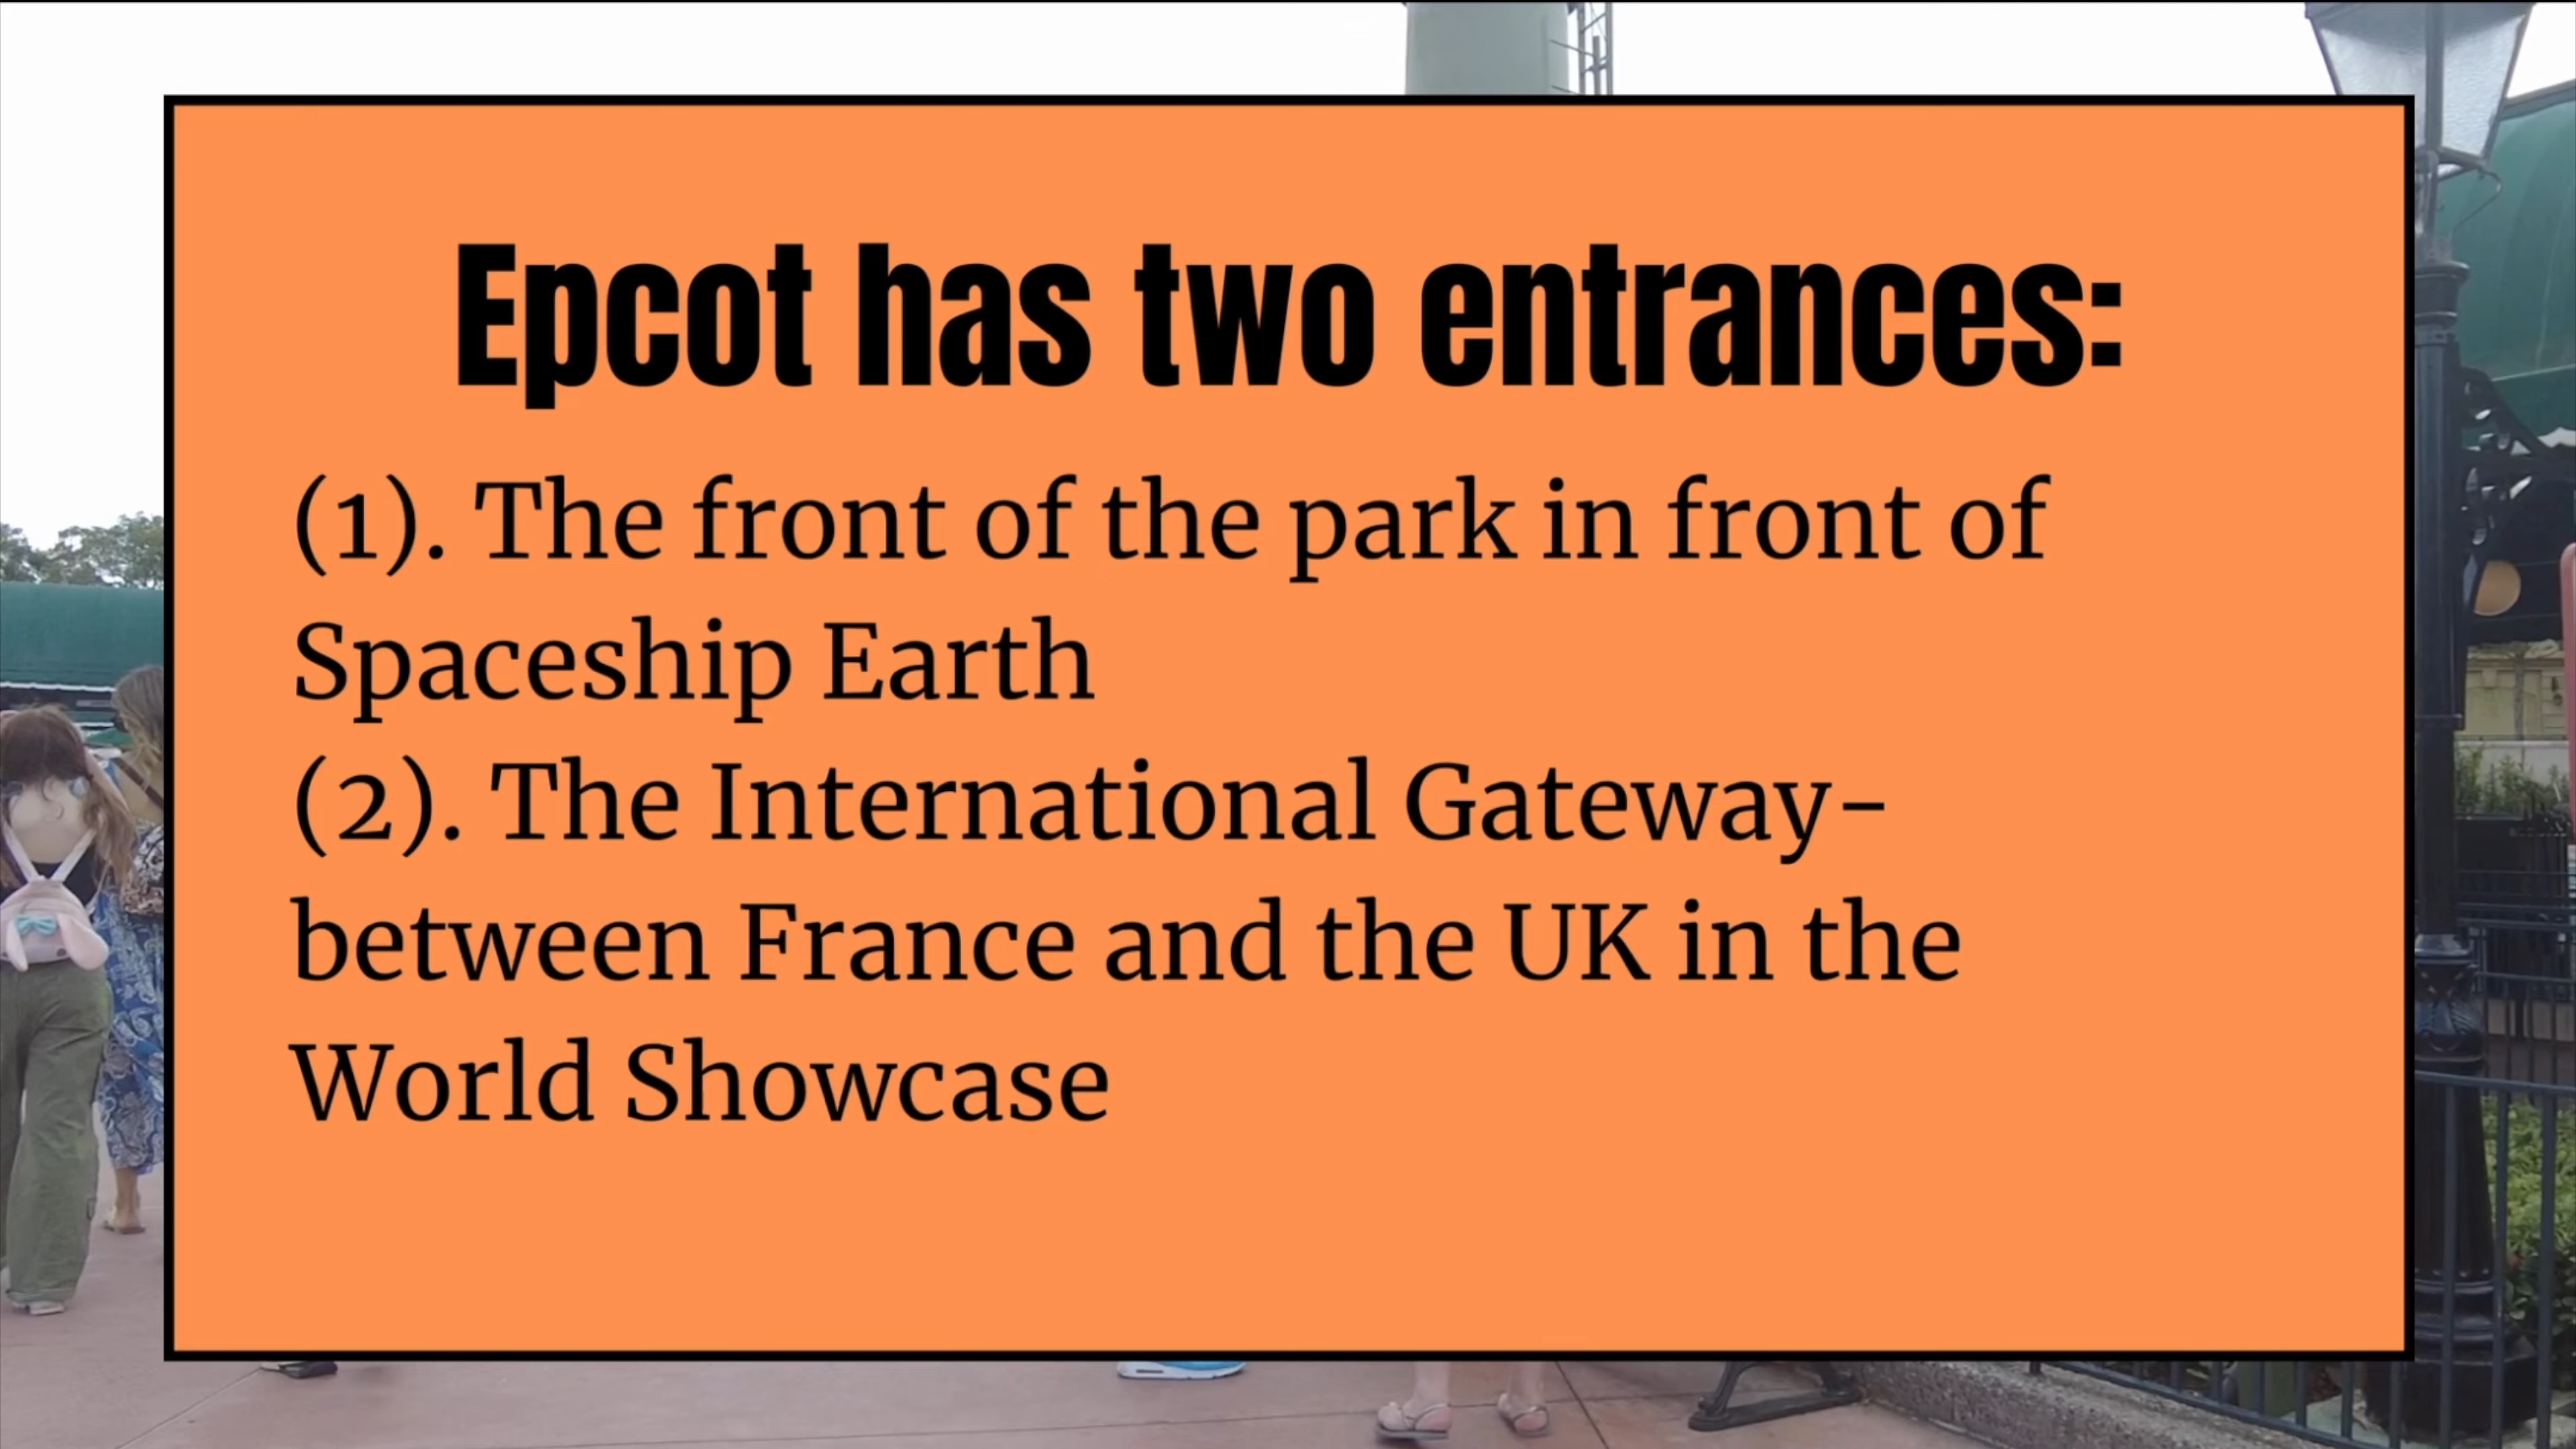 Epcot has two entrances:
(1). The front of the park in front of
Spaceship Earth
(2). The International Gateway-
between France and the UK in the
World Showcase